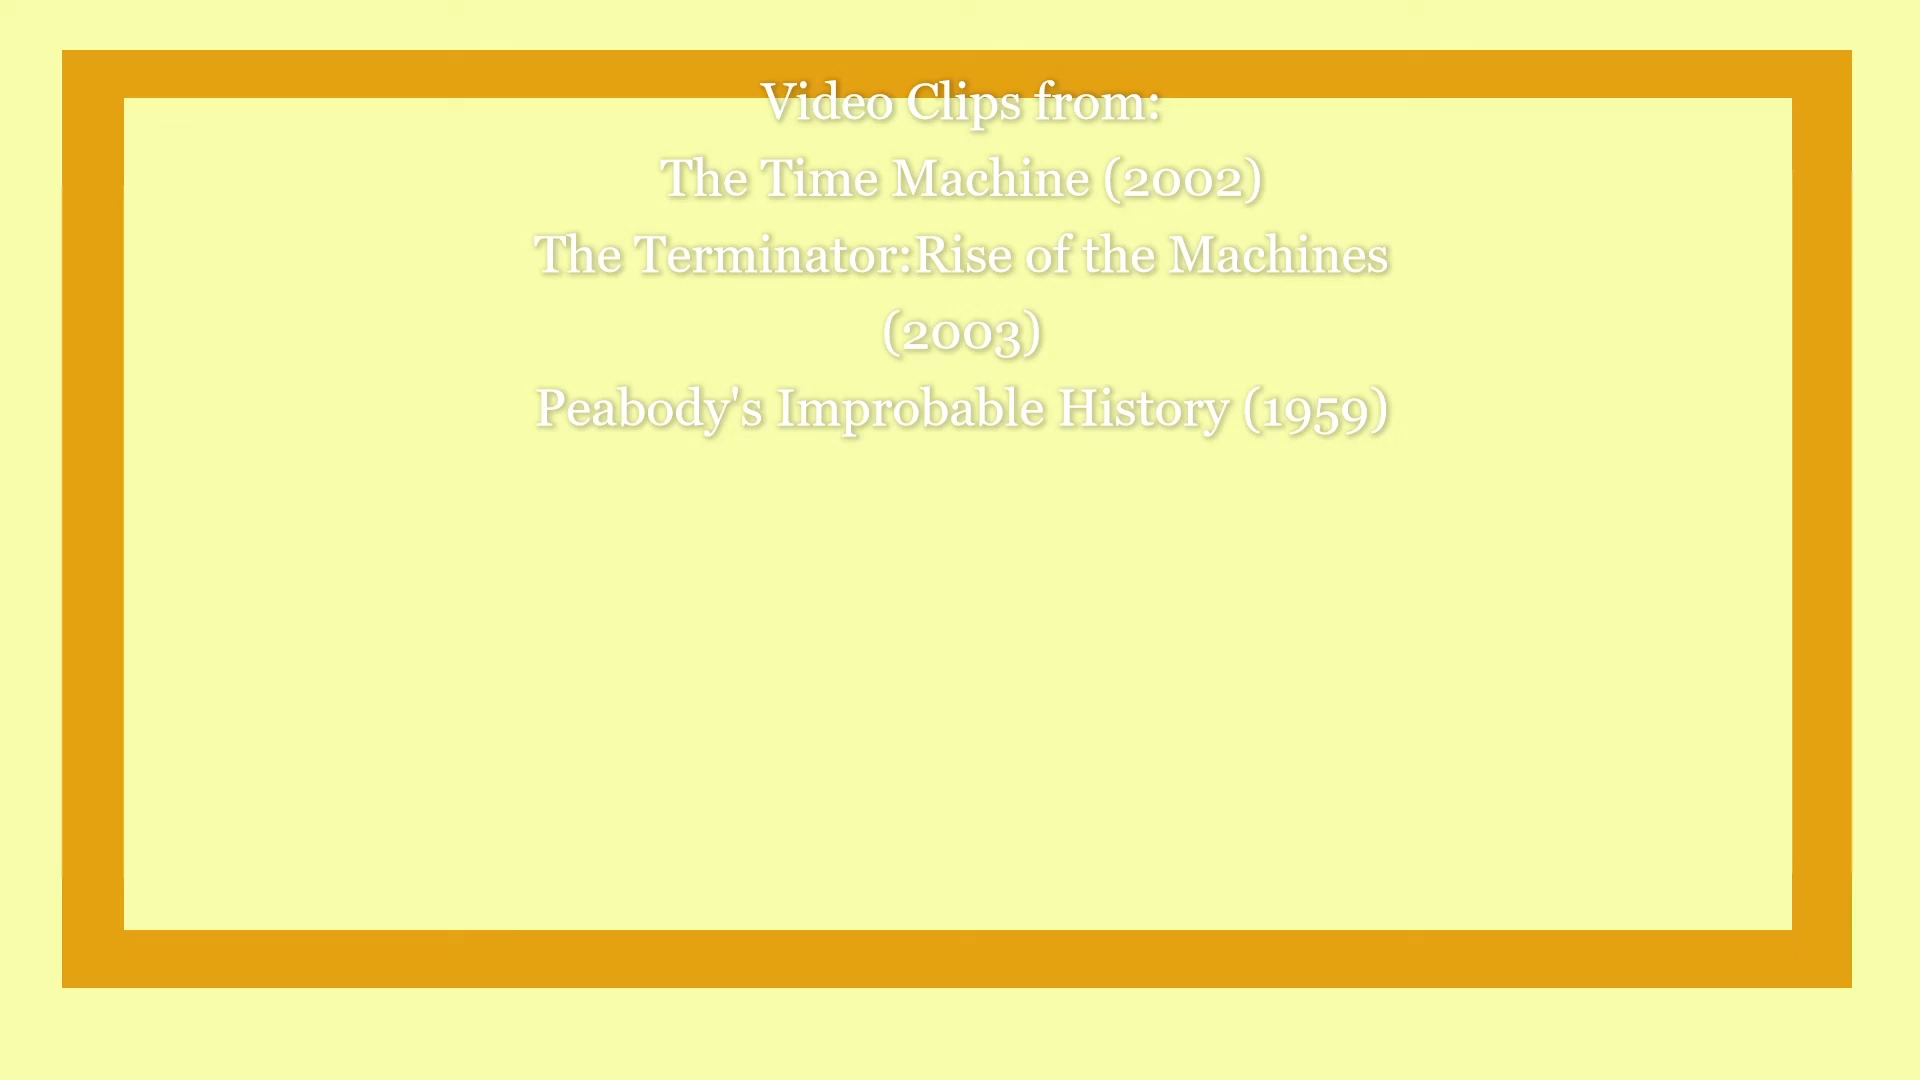 Video Clips from:
The Time Machine (2002)
The Terminator:Rise of the Machines
(2003)
Peabody's Improbable History (1959)